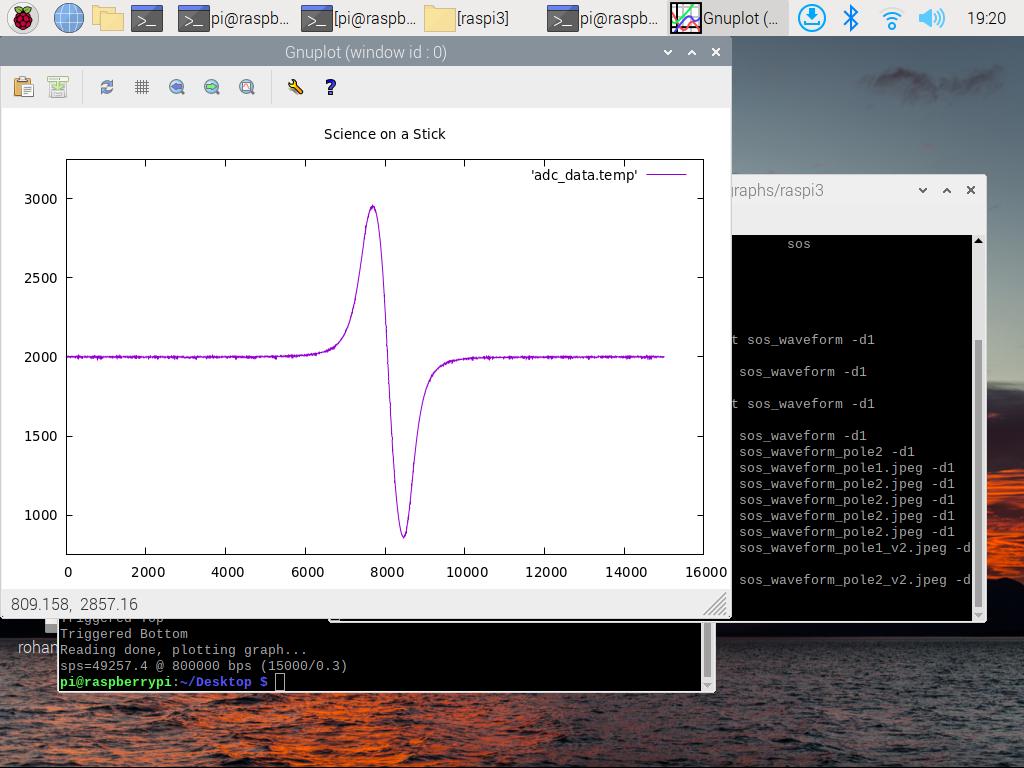 pi@raspb...
[pi@raspb...
[raspi3]
pi@raspb...
Gnuplot (...
19:20
Gnuplot (window id : 0)
Science on a Stick
'adc_data.temp'
3000
2500
2000
1500
1000
0 2000 4000 6000 8000 10000 12000 14000 16000
809.158, 2857.16
graphs/raspi3
sos
t sos_waveform -d1
sos_waveform -d1
t sos_waveform -d1
sos_waveform -d1
sos_waveform_pole2 -d1
sos_waveform_pole1.jpeg -d1
sos_waveform_pole2.jpeg -d1
sos_waveform_pole2.jpeg -d1
sos_waveform_pole2.jpeg -d1
sos_waveform_pole2.jpeg -d1
sos_waveform_pole1_v2.jpeg -d
sos_waveform_pole2_v2.jpeg -d
rohan
Triggered Top
Triggered Bottom
Reading done, plotting graph...
sps=49257.4 @ 800000 bps (15000/0.3)
pi@raspberrypi:~/Desktop $